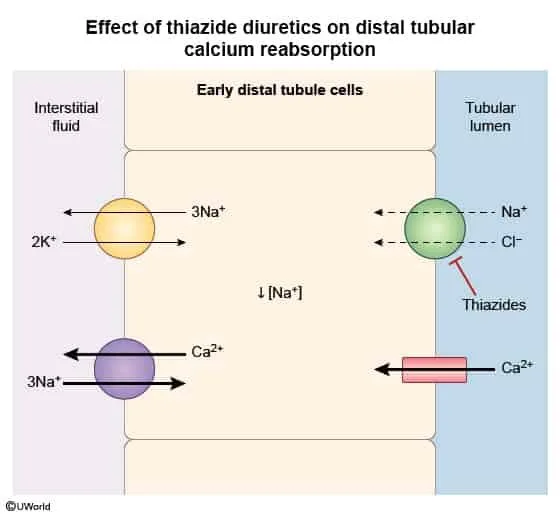 Effect of thiazide diuretics on distal tubular
calcium reabsorption
Interstitial
fluid
Early distal tubule cells
Tubular
lumen
3Na⁺
2K⁺
Na⁺
Cl⁻
↓[Na⁺]
Thiazides
Ca²⁺
3Na⁺
Ca²⁺
©UWorld